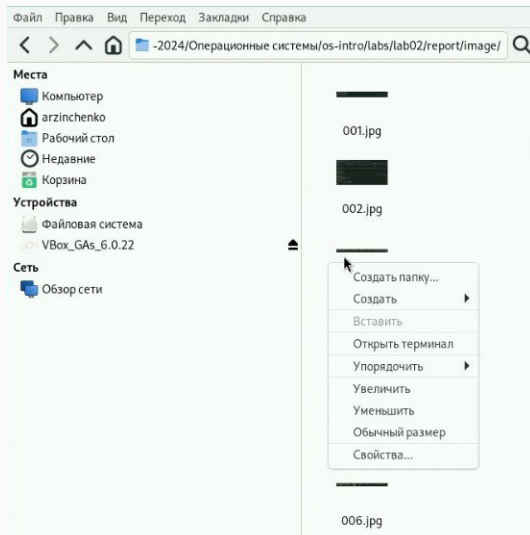 Файл Правка Вид Переход Закладки Справка
-2024/Операционные системы/os-intro/labs/lab02/report/image/
Места
Компьютер
arzinchenko
Рабочий стол
Недавние
Корзина
Устройства
Файловая система
VBox_GAs_6.0.22
Сеть
Обзор сети
001.jpg
002.jpg
Создать папку...
Создать
Вставить
Открыть терминал
Упорядочить
Увеличить
Уменьшить
Обычный размер
Свойства...
006.jpg